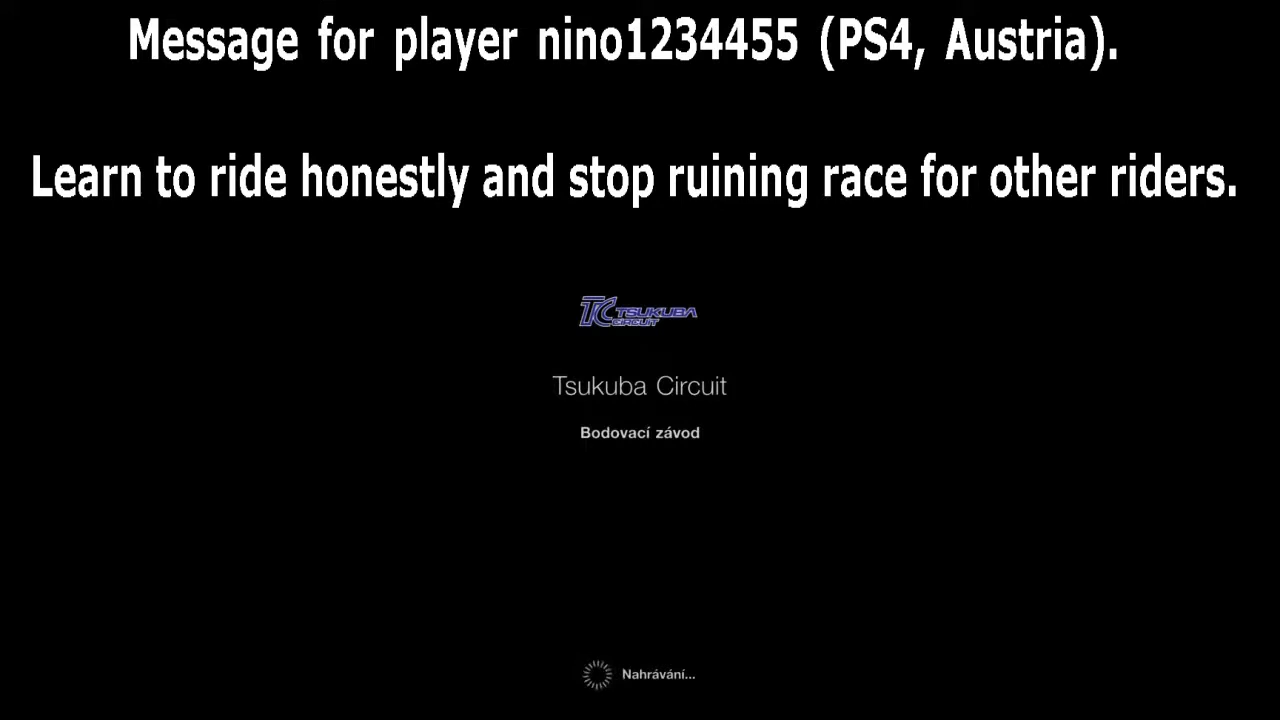 Message for player nino1234455 (PS4, Austria).
Learn to ride honestly and stop ruining race for other riders.
TC TSUKUBA
CIRCUIT
Tsukuba Circuit
Bodovací závod
Nahrávání...